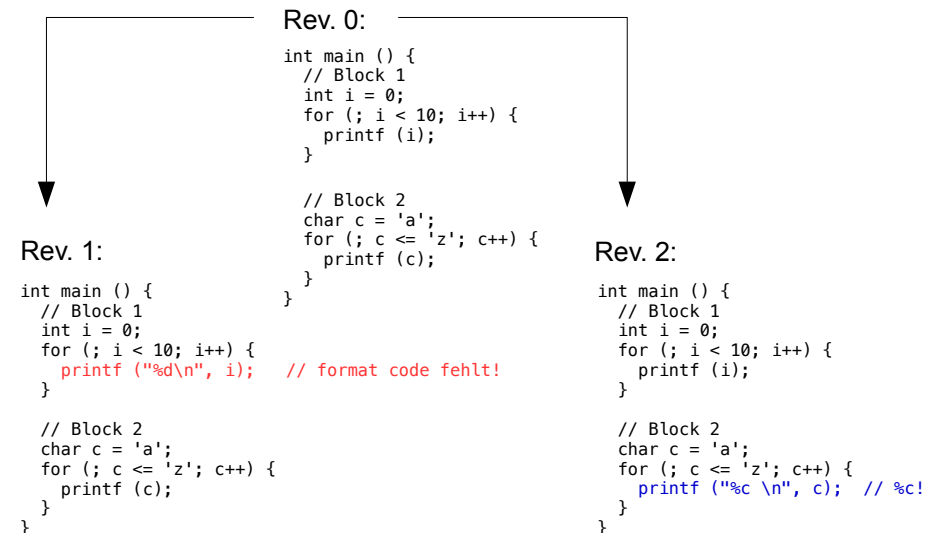 Rev. 0:
int main () {
  // Block 1
  int i = 0;
  for (; i < 10; i++) {
    printf (i);
  }

  // Block 2
  char c = 'a';
  for (; c <= 'z'; c++) {
    printf (c);
  }
}
Rev. 1:
int main () {
  // Block 1
  int i = 0;
  for (; i < 10; i++) {
    printf ("%d\n", i);   // format code fehlt!
  }

  // Block 2
  char c = 'a';
  for (; c <= 'z'; c++) {
    printf (c);
  }
}
Rev. 2:
int main () {
  // Block 1
  int i = 0;
  for (; i < 10; i++) {
    printf (i);
  }

  // Block 2
  char c = 'a';
  for (; c <= 'z'; c++) {
    printf ("%c \n", c);  // %c!
  }
}